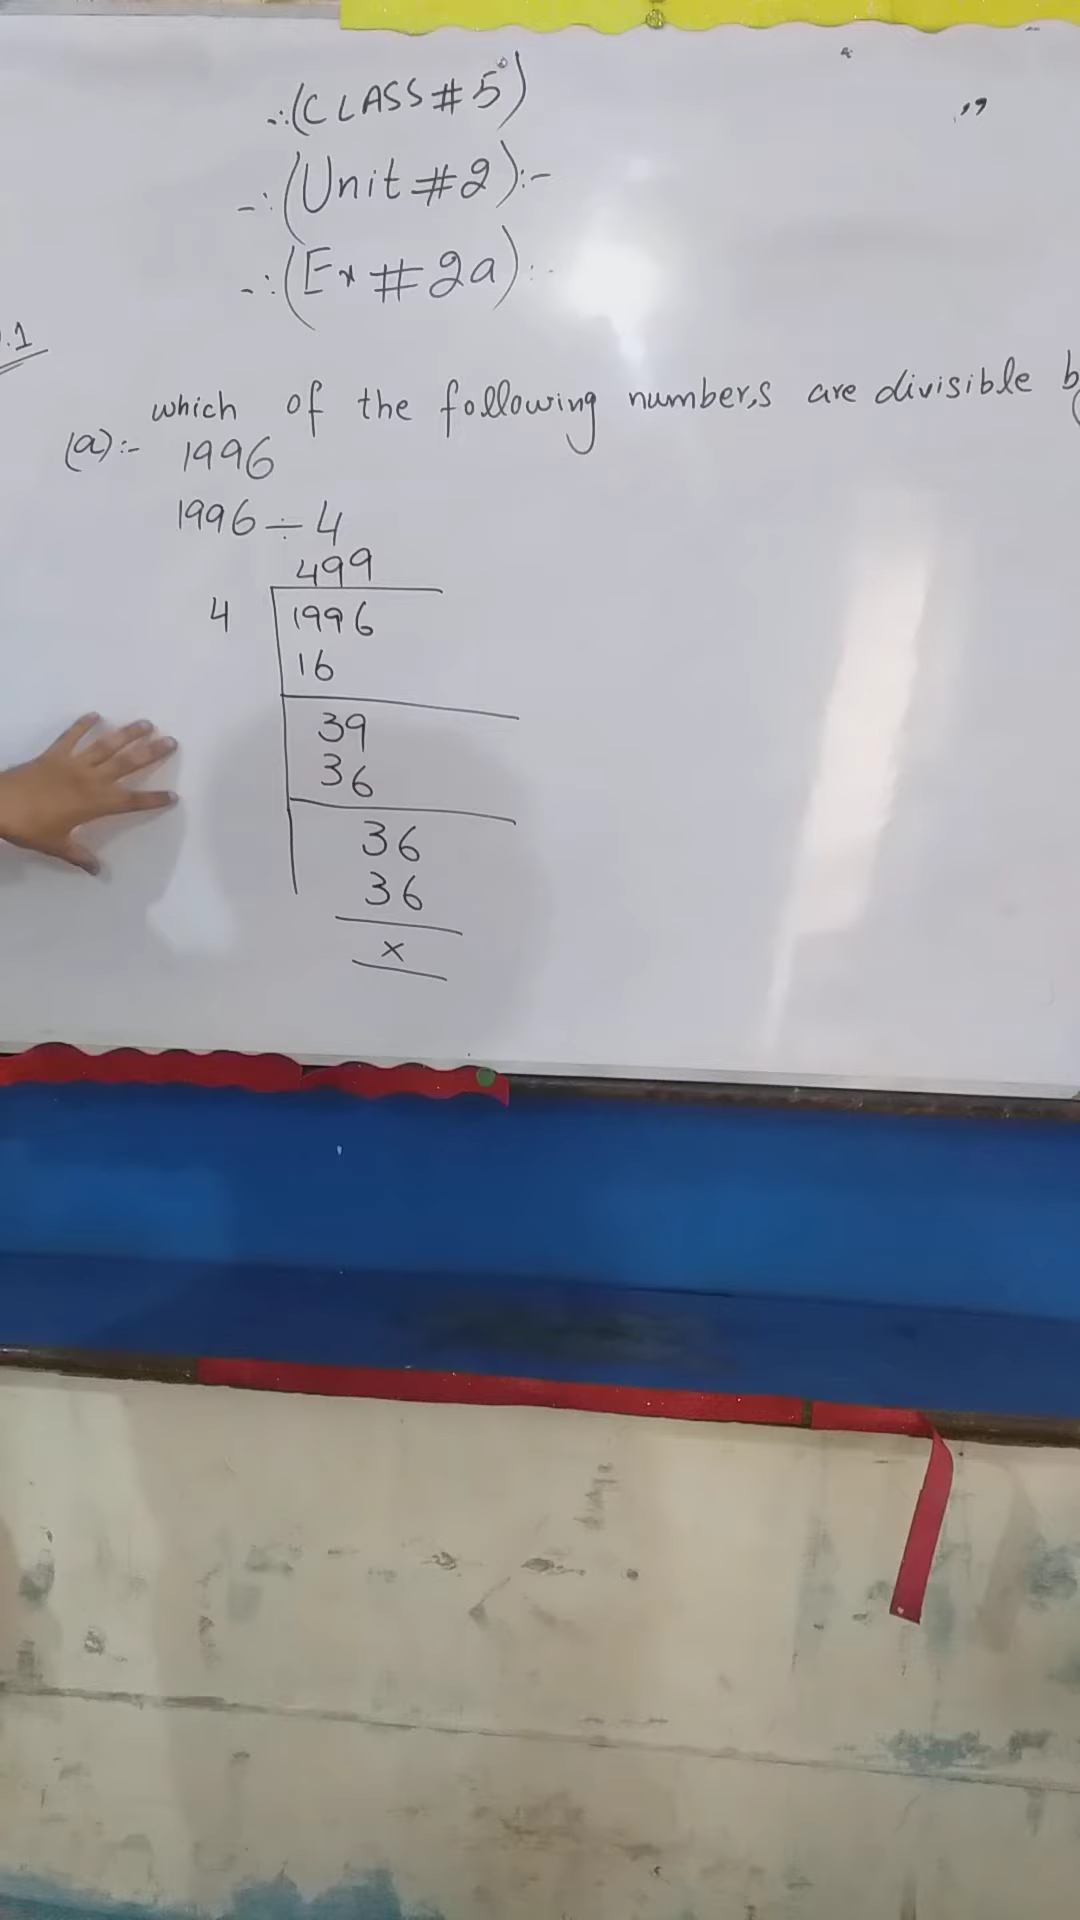 ∴(CLASS#5)
-:(Unit#2):-
-:(Ex#2a):-
.1
which of the following numbers are divisible
(a):- 1996
1996÷4
499
4 1996
16
39
36
36
36
x